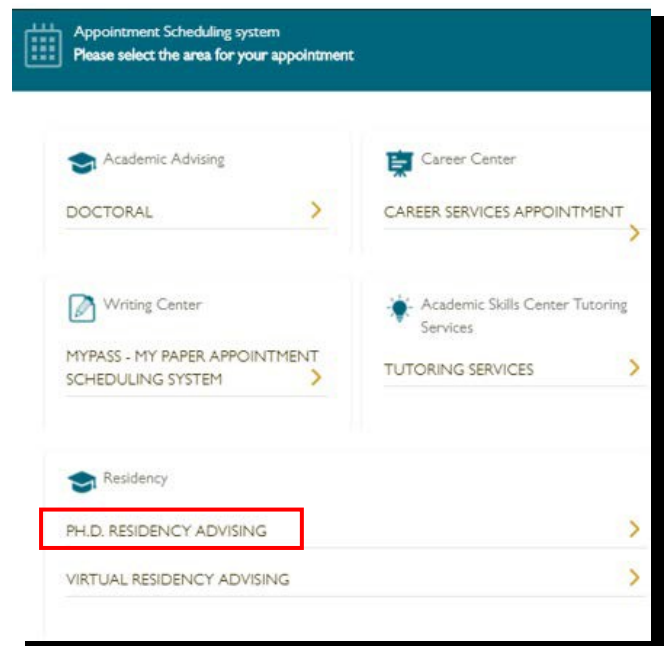 Appointment Scheduling system
Please select the area for your appointment
Academic Advising
DOCTORAL
Career Center
CAREER SERVICES APPOINTMENT
Writing Center
MYPASS - MY PAPER APPOINTMENT
SCHEDULING SYSTEM
Academic Skills Center Tutoring
Services
TUTORING SERVICES
Residency
PH.D. RESIDENCY ADVISING
VIRTUAL RESIDENCY ADVISING